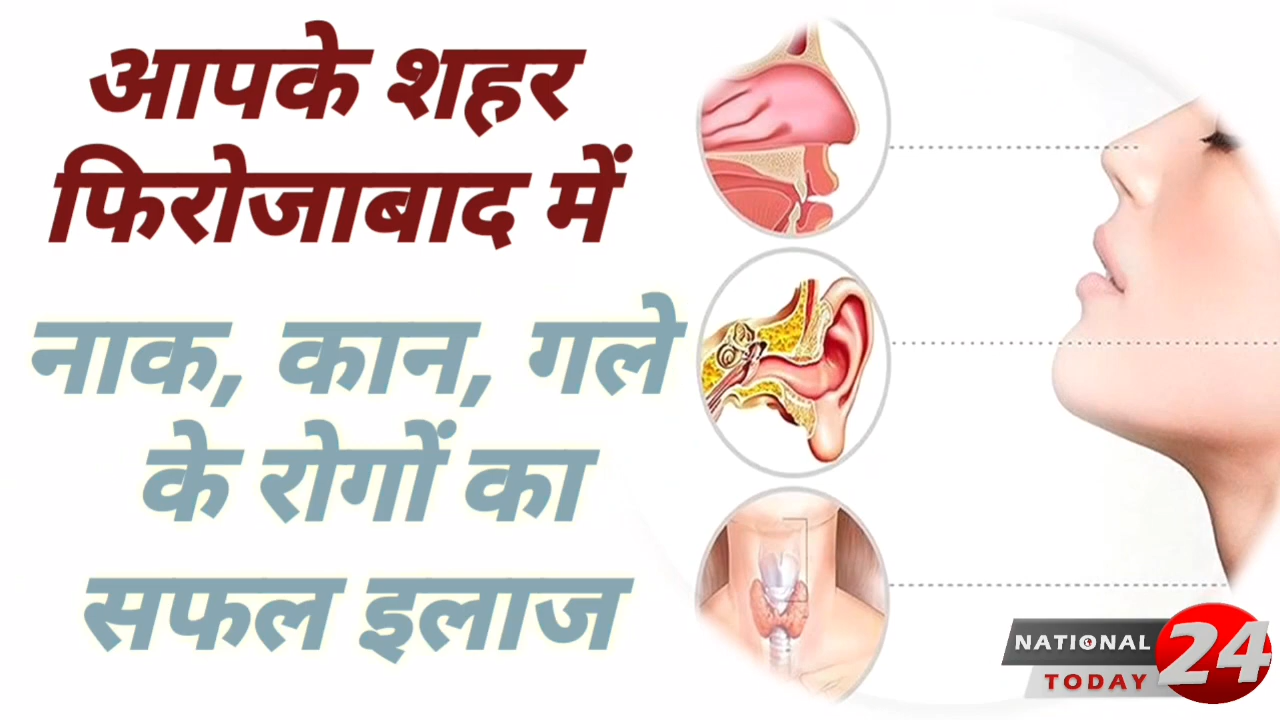 आपके शहर
फिरोजाबाद में
नाक, कान, गले
के रोगों का
सफल इलाज
NATIONAL
TODAY
24